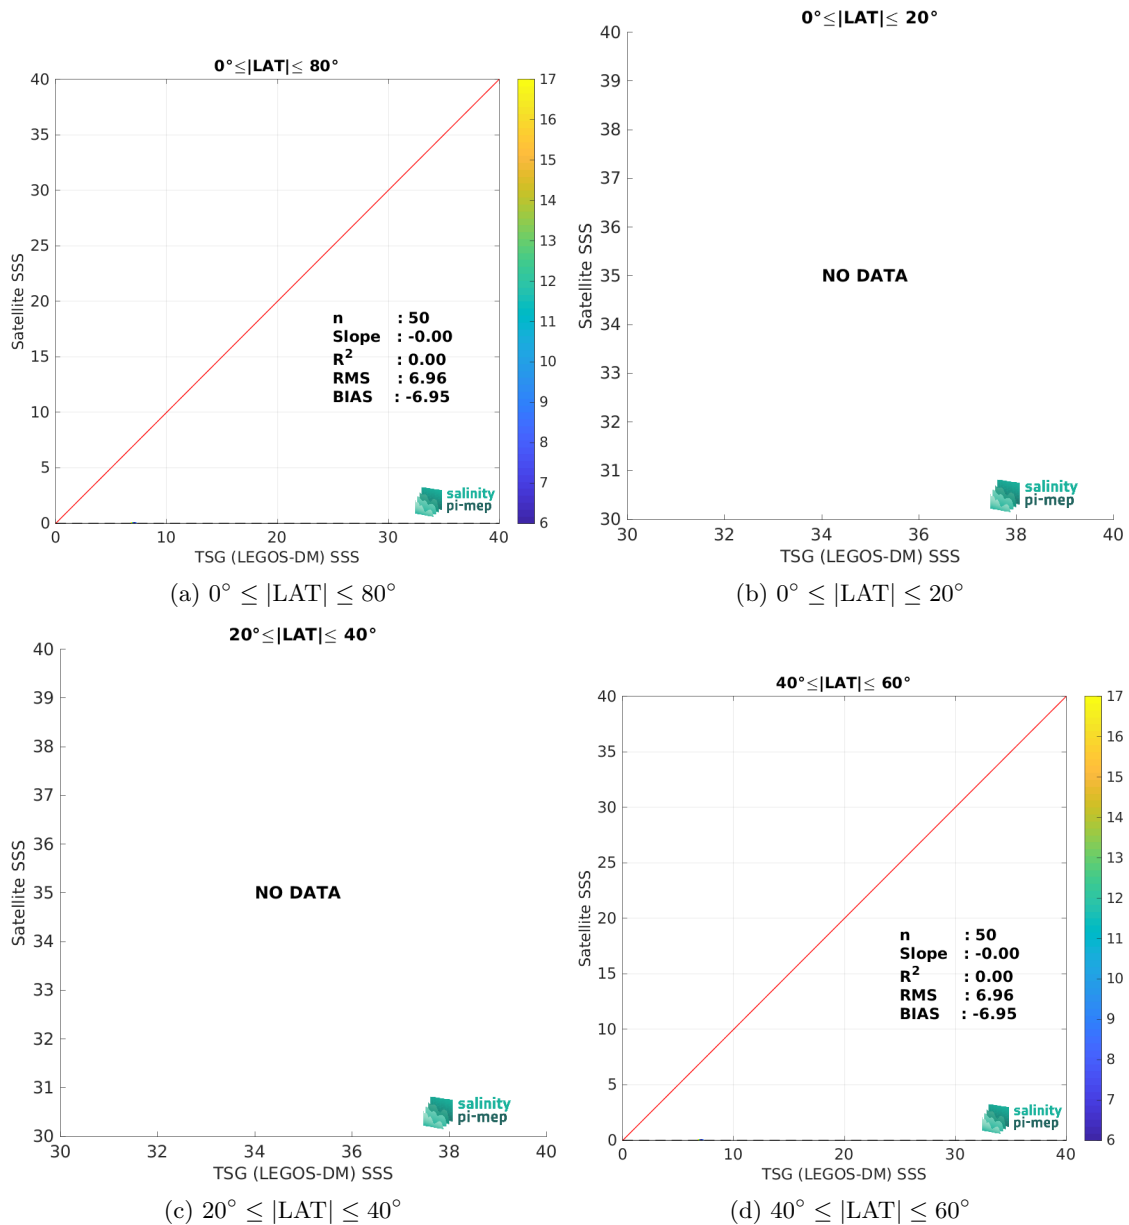 0°≤|LAT|≤ 80°
40
35
30
25
20
15
10
5
0
Satellite SSS
n : 50
Slope : -0.00
R² : 0.00
RMS : 6.96
BIAS : -6.95
salinity
pi-mep
0 10 20 30 40
TSG (LEGOS-DM) SSS
17
16
15
14
13
12
11
10
9
8
7
6
(a) 0° ≤ |LAT| ≤ 80°
0°≤|LAT|≤ 20°
40
39
38
37
36
35
34
33
32
31
30
Satellite SSS
NO DATA
salinity
pi-mep
30 32 34 36 38 40
TSG (LEGOS-DM) SSS
(b) 0° ≤ |LAT| ≤ 20°
20°≤|LAT|≤ 40°
40
39
38
37
36
35
34
33
32
31
30
Satellite SSS
NO DATA
salinity
pi-mep
30 32 34 36 38 40
TSG (LEGOS-DM) SSS
(c) 20° ≤ |LAT| ≤ 40°
40°≤|LAT|≤ 60°
40
35
30
25
20
15
10
5
0
Satellite SSS
n : 50
Slope : -0.00
R² : 0.00
RMS : 6.96
BIAS : -6.95
salinity
pi-mep
0 10 20 30 40
TSG (LEGOS-DM) SSS
17
16
15
14
13
12
11
10
9
8
7
6
(d) 40° ≤ |LAT| ≤ 60°